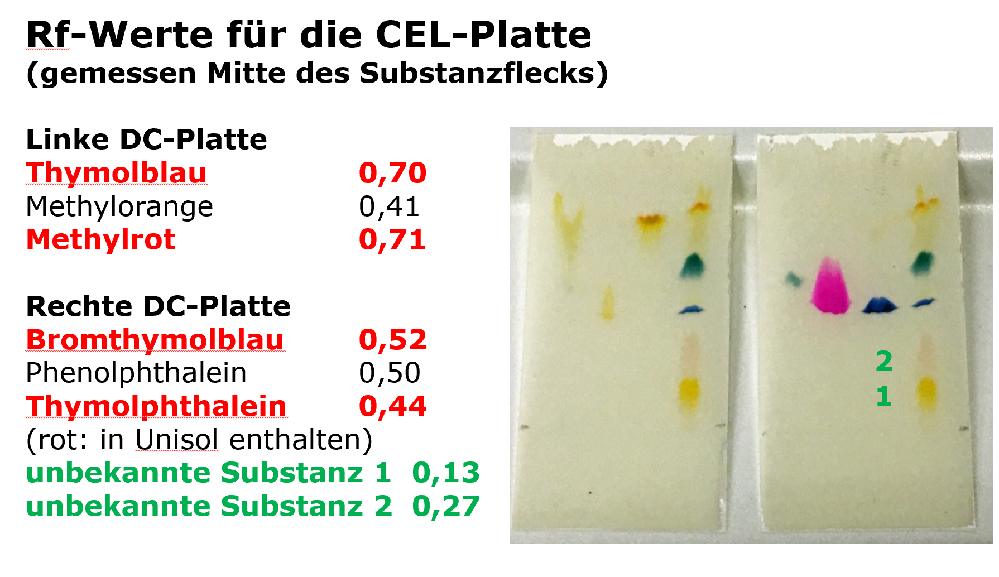 Rf-Werte für die CEL-Platte
(gemessen Mitte des Substanzflecks)
Linke DC-Platte
Thymolblau 0,70
Methylorange 0,41
Methylrot 0,71
Rechte DC-Platte
Bromthymolblau 0,52
Phenolphthalein 0,50
Thymolphthalein 0,44
(rot: in Unisol enthalten)
unbekannte Substanz 1 0,13
unbekannte Substanz 2 0,27
2
1